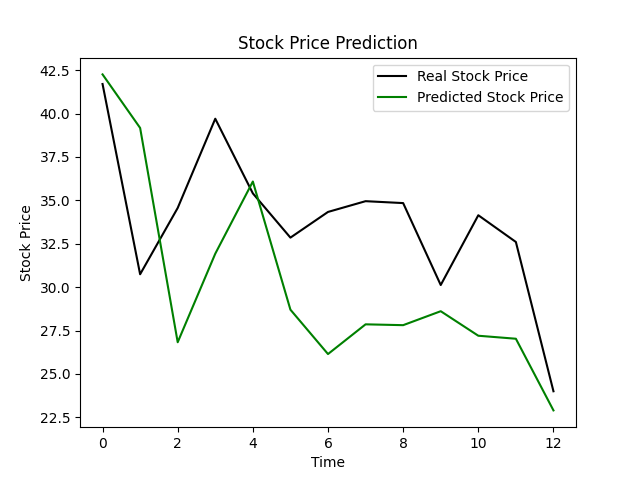 Stock Price Prediction
Real Stock Price
Predicted Stock Price
42.5
40.0
37.5
35.0
32.5
30.0
27.5
25.0
22.5
Stock Price
0 2 4 6 8 10 12
Time